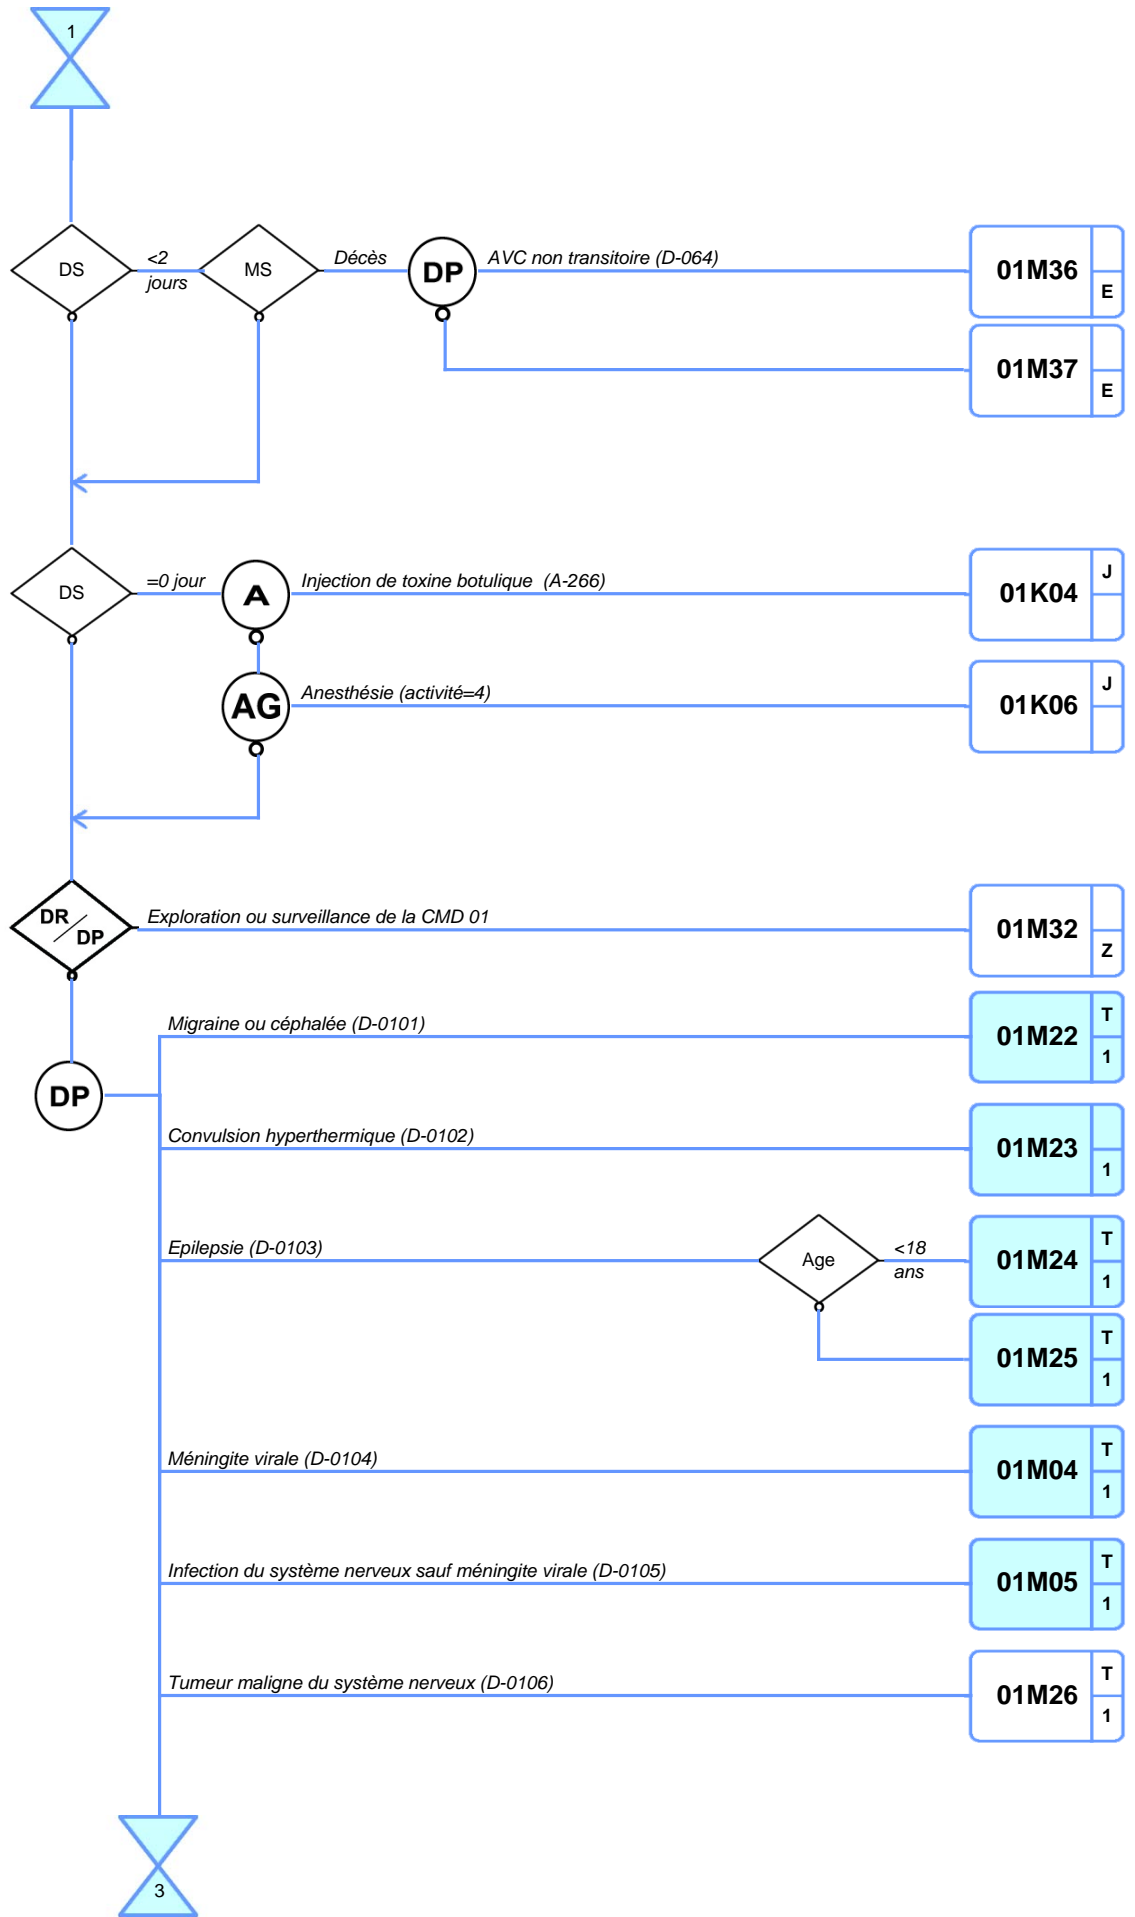 1
DS
<2
jours
MS
Décès
DP
AVC non transitoire (D-064)
01M36
E
01M37
E
DS
=0 jour
A
Injection de toxine botulique (A-266)
01K04
J
AG
Anesthésie (activité=4)
01K06
J
DR
DP
Exploration ou surveillance de la CMD 01
01M32
Z
DP
Migraine ou céphalée (D-0101)
01M22
T
1
Convulsion hyperthermique (D-0102)
01M23
1
Epilepsie (D-0103)
Age
<18
ans
01M24
T
1
01M25
T
1
Méningite virale (D-0104)
01M04
T
1
Infection du système nerveux sauf méningite virale (D-0105)
01M05
T
1
Tumeur maligne du système nerveux (D-0106)
01M26
T
1
3